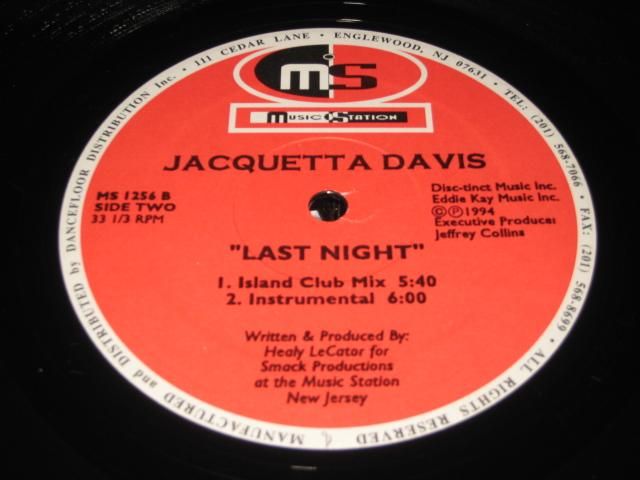 MANUFACTURED and DISTRIBUTED by DANCEFLOOR DISTRIBUTION Inc. • 111 CEDAR LANE • ENGLEWOOD, NJ 07631 • TEL: (201) 568-7066 • FAX: (201) 568-8699 • ALL RIGHTS RESERVED
mS
MUSIC STATION
JACQUETTA DAVIS
MS 1256 B
SIDE TWO
33 1/3 RPM
Disc-tinct Music Inc.
Eddie Kay Music Inc.
©℗1994
Executive Producer
Jeffrey Collins
"LAST NIGHT"
1. Island Club Mix 5:40
2. Instrumental 6:00
Written & Produced By:
Healy LeCator for
Smack Productions
at the Music Station
New Jersey